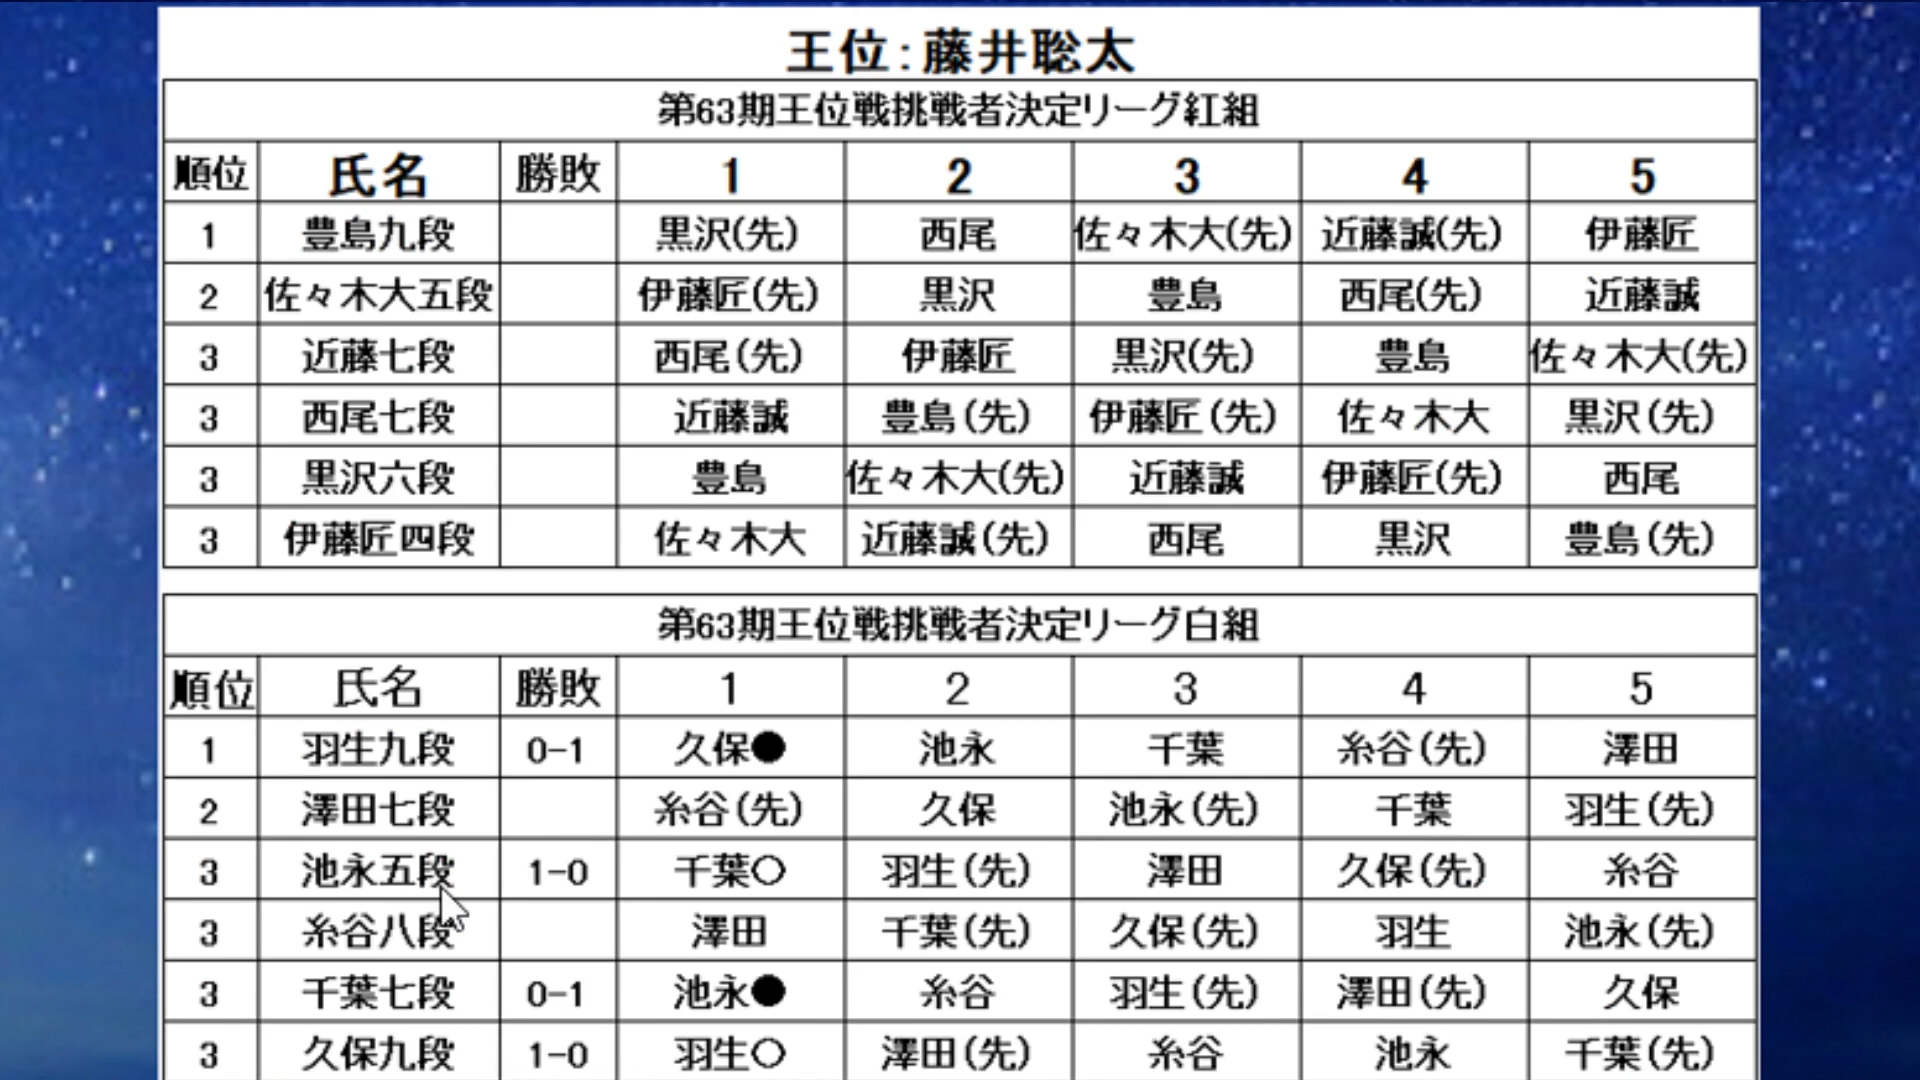 王位:藤井聡太
第63期王位戦挑戦者決定リーグ紅組
順位 氏名 勝敗 1 2 3 4 5
1 豊島九段 黒沢(先) 西尾 佐々木大(先) 近藤誠(先) 伊藤匠
2 佐々木大五段 伊藤匠(先) 黒沢 豊島 西尾(先) 近藤誠
3 近藤七段 西尾(先) 伊藤匠 黒沢(先) 豊島 佐々木大(先)
3 西尾七段 近藤誠 豊島(先) 伊藤匠(先) 佐々木大 黒沢(先)
3 黒沢六段 豊島 佐々木大(先) 近藤誠 伊藤匠(先) 西尾
3 伊藤匠四段 佐々木大 近藤誠(先) 西尾 黒沢 豊島(先)
第63期王位戦挑戦者決定リーグ白組
順位 氏名 勝敗 1 2 3 4 5
1 羽生九段 0-1 久保● 池永 千葉 糸谷(先) 澤田
2 澤田七段 糸谷(先) 久保 池永(先) 千葉 羽生(先)
3 池永五段 1-0 千葉○ 羽生(先) 澤田 久保(先) 糸谷
3 糸谷八段 澤田 千葉(先) 久保(先) 羽生 池永(先)
3 千葉七段 0-1 池永● 糸谷 羽生(先) 澤田(先) 久保
3 久保九段 1-0 羽生○ 澤田(先) 糸谷 池永 千葉(先)